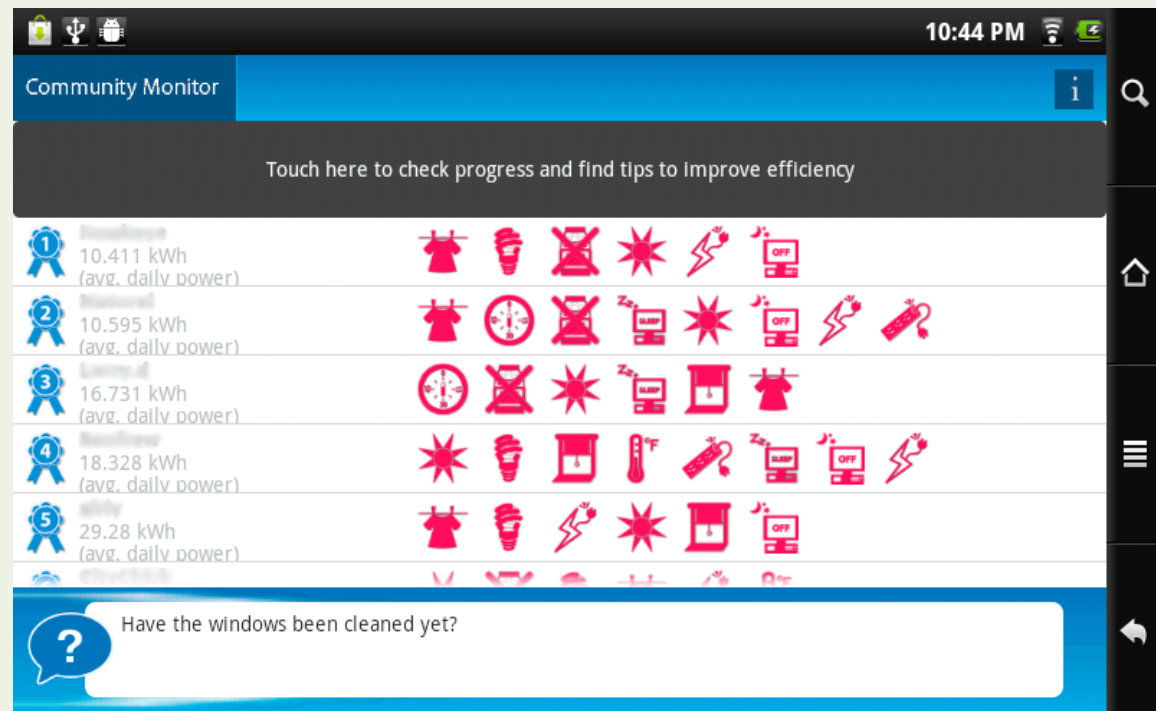 10:44 PM
Community Monitor
i
Touch here to check progress and find tips to improve efficiency
1
10.411 kWh
(avg. daily power)
OFF
2
10.595 kWh
(avg. daily power)
Zzz
SLEEP
OFF
3
16.731 kWh
(avg. daily power)
Zzz
SLEEP
4
18.328 kWh
(avg. daily power)
°F
Zzz
SLEEP
OFF
5
29.28 kWh
(avg. daily power)
OFF
°F
?
Have the windows been cleaned yet?